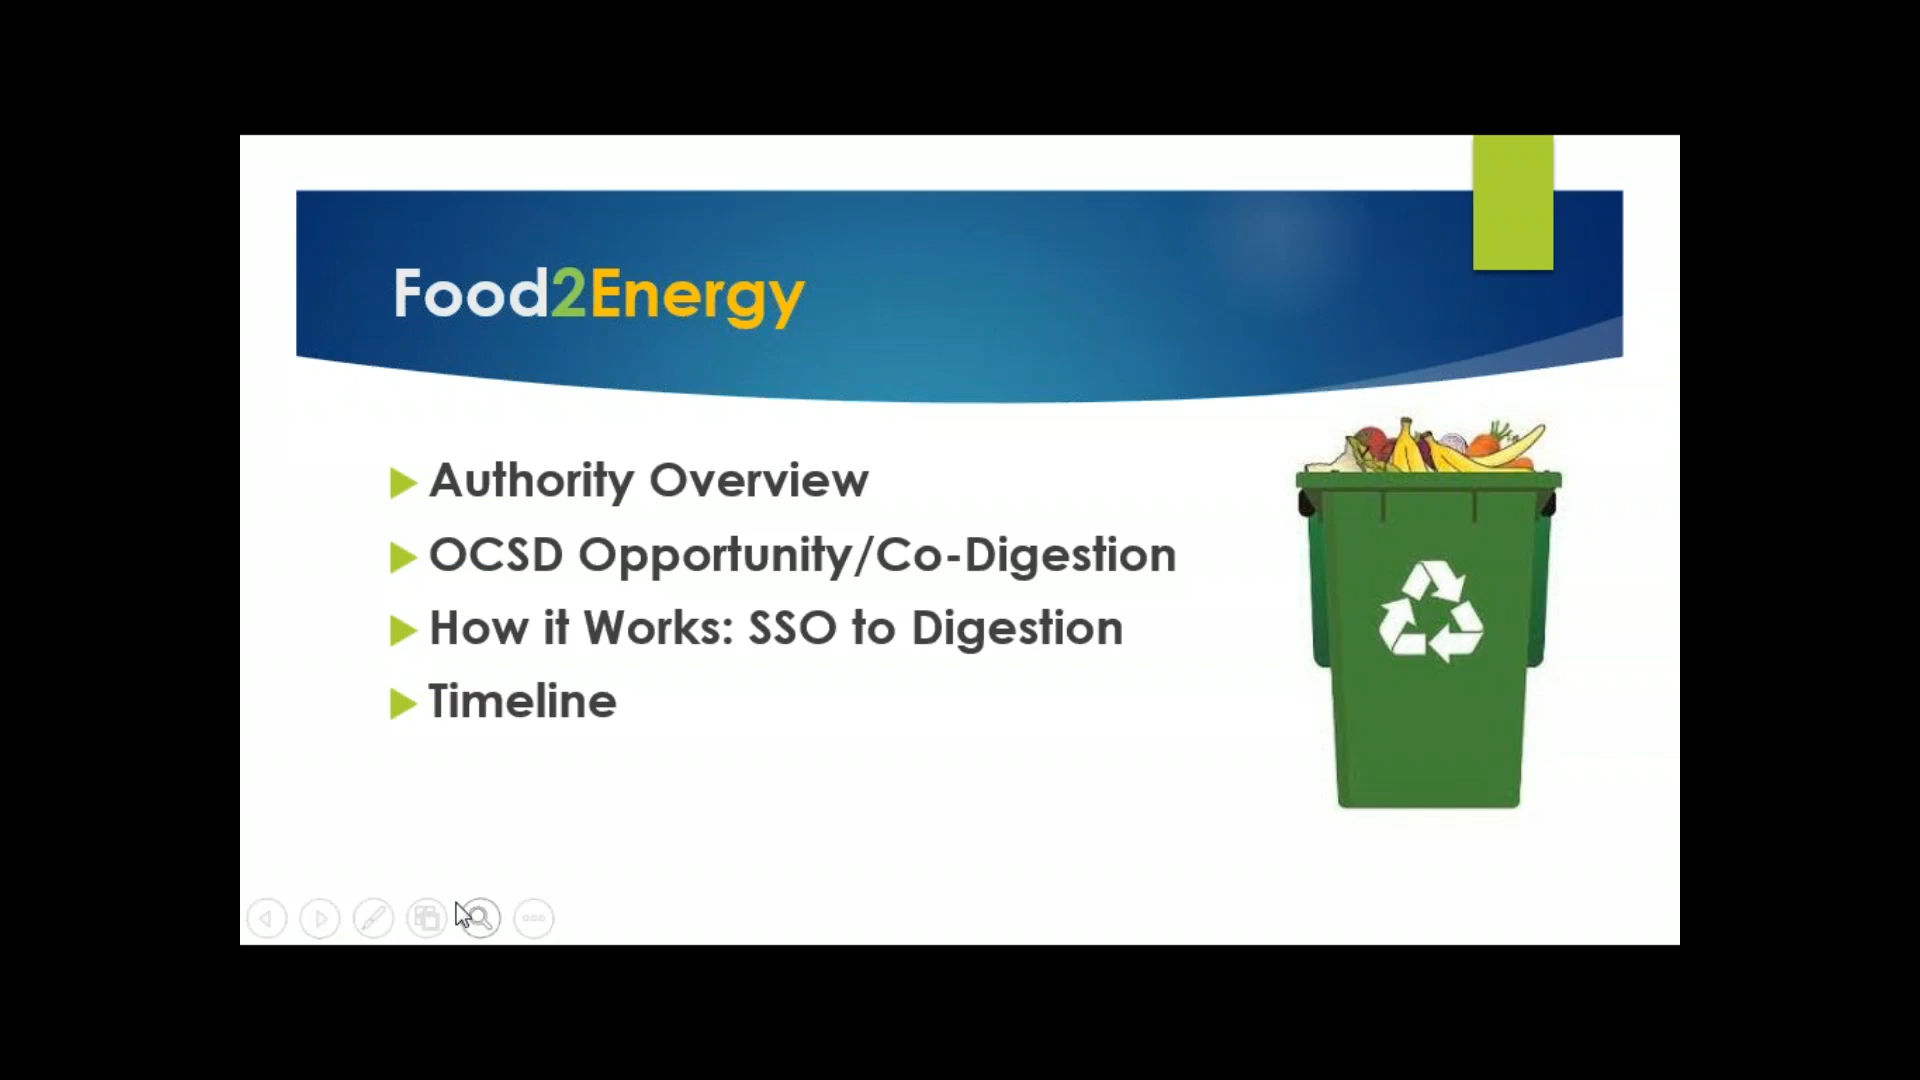 Food2Energy
Authority Overview
OCSD Opportunity/Co-Digestion
How it Works: SSO to Digestion
Timeline